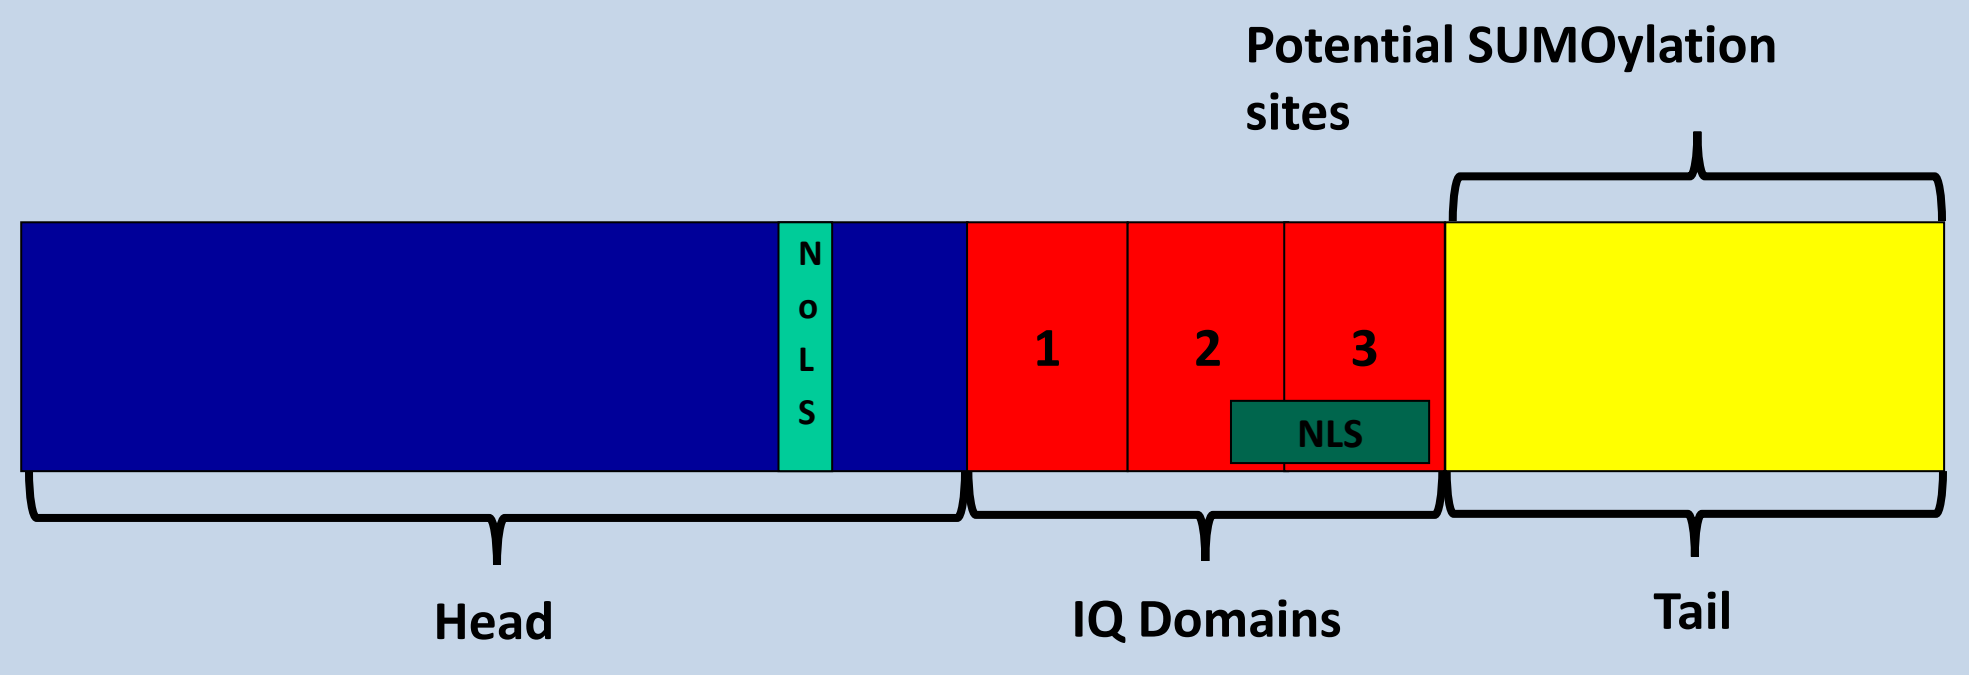 Potential SUMOylation
sites
N
o
L
S
1
2
3
NLS
Head
IQ Domains
Tail